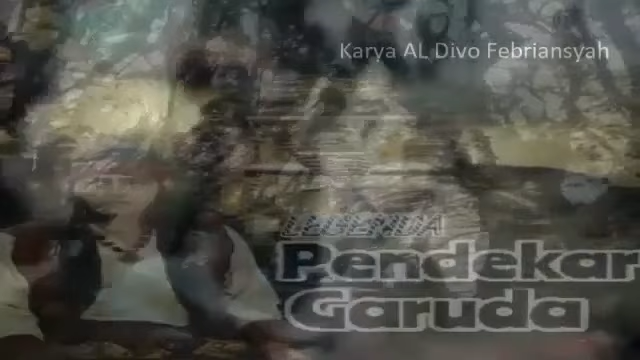 Karya AL Divo Febriansyah
LEGENDA
Pendekar
Garuda